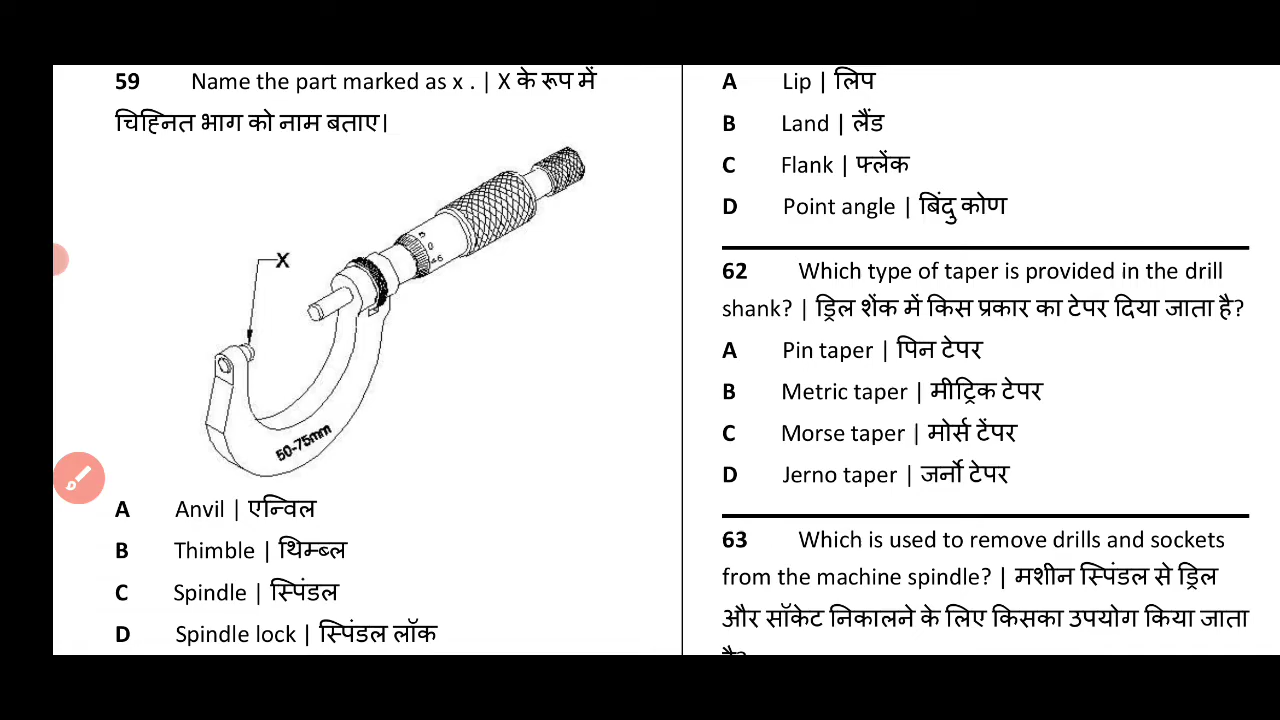 59 Name the part marked as x . | X के रूप में
चिह्नित भाग को नाम बताए।
X
0
50-75mm
A Anvil | एन्विल
B Thimble | थिम्ब्ल
C Spindle | स्पिंडल
D Spindle lock | स्पिंडल लॉक
A Lip | लिप
B Land | लैंड
C Flank | फ्लेंक
D Point angle | बिंदु कोण
62 Which type of taper is provided in the drill
shank? | ड्रिल शेंक में किस प्रकार का टेपर दिया जाता है?
A Pin taper | पिन टेपर
B Metric taper | मीट्रिक टेपर
C Morse taper | मोर्स टेंपर
D Jerno taper | जर्नो टेपर
63 Which is used to remove drills and sockets
from the machine spindle? | मशीन स्पिंडल से ड्रिल
और सॉकेट निकालने के लिए किसका उपयोग किया जाता